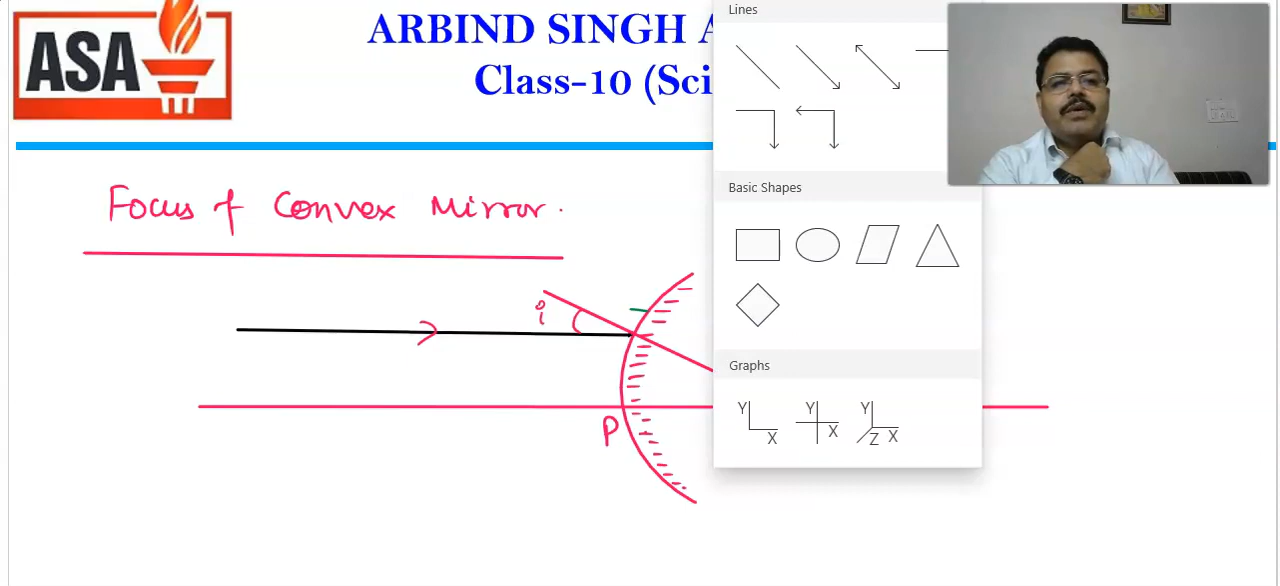 ASA
ARBIND SINGH A
Class-10 (Sci
Lines
Basic Shapes
Graphs
Y
X
Y
X
Y
Z
X
Focus of Convex Mirror.
i
P